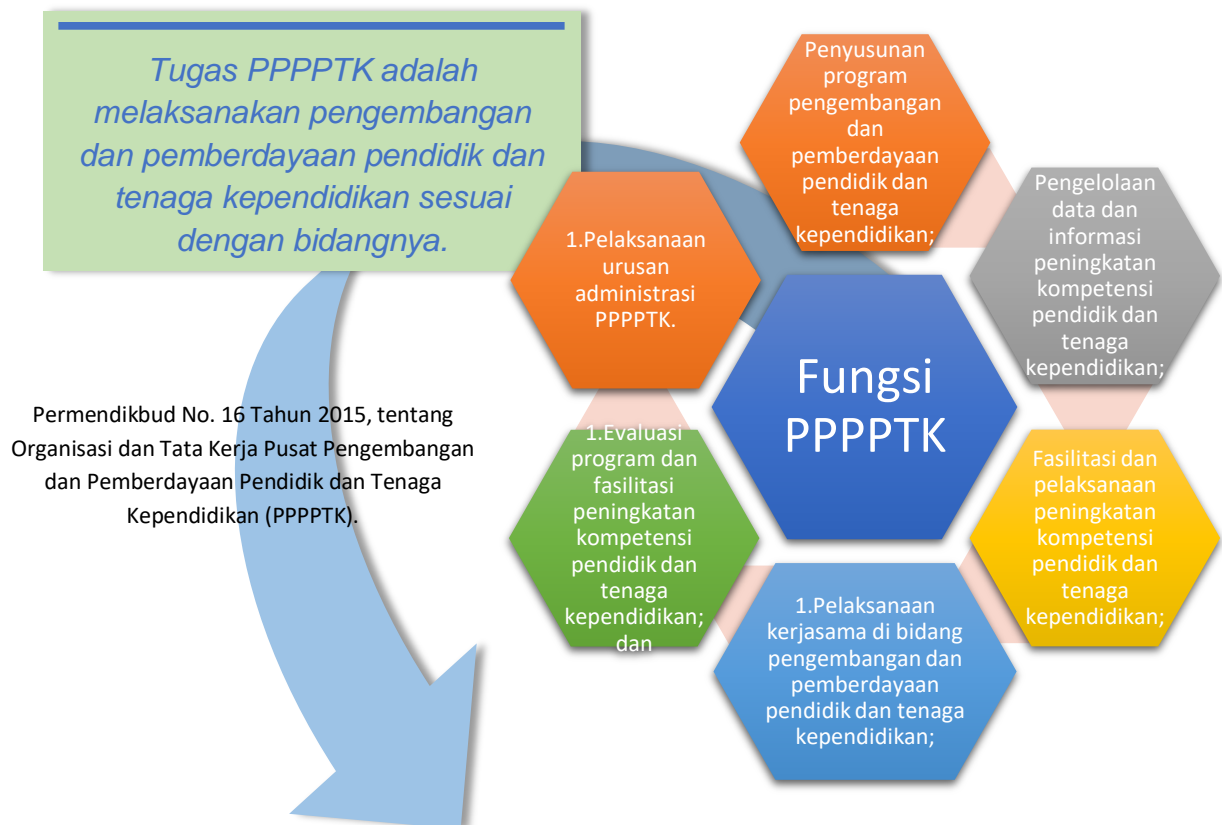 Tugas PPPPTK adalah
melaksanakan pengembangan
dan pemberdayaan pendidik dan
tenaga kependidikan sesuai
dengan bidangnya.
Permendikbud No. 16 Tahun 2015, tentang
Organisasi dan Tata Kerja Pusat Pengembangan
dan Pemberdayaan Pendidik dan Tenaga
Kependidikan (PPPPTK).
Fungsi
PPPPTK
Penyusunan
program
pengembangan
dan
pemberdayaan
pendidik dan
tenaga
kependidikan;
Pengelolaan
data dan
informasi
peningkatan
kompetensi
pendidik dan
tenaga
kependidikan;
Fasilitasi dan
pelaksanaan
peningkatan
kompetensi
pendidik dan
tenaga
kependidikan;
1.Pelaksanaan
kerjasama di bidang
pengembangan dan
pemberdayaan
pendidik dan tenaga
kependidikan;
1.Evaluasi
program dan
fasilitasi
peningkatan
kompetensi
pendidik dan
tenaga
kependidikan;
dan
1.Pelaksanaan
urusan
administrasi
PPPPTK.